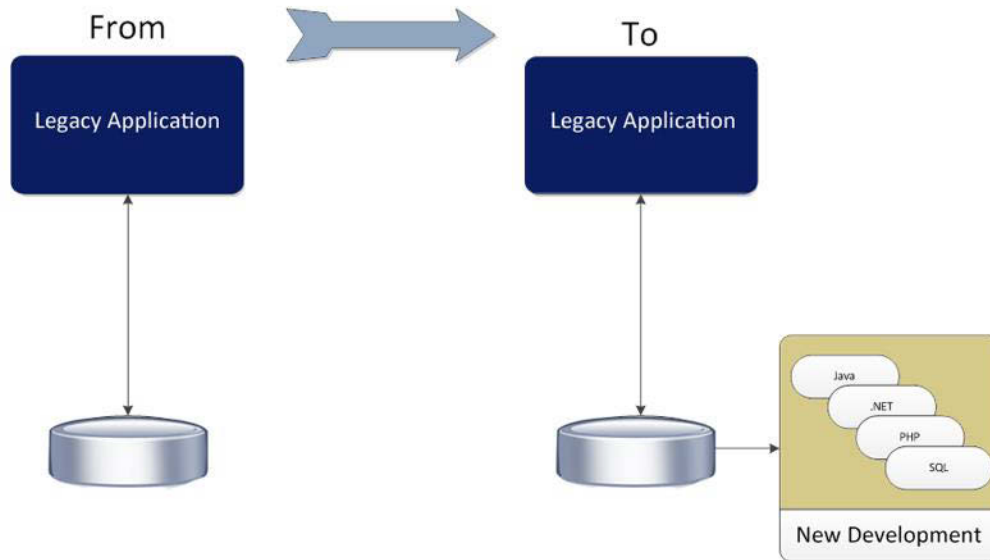 From
To
Legacy Application
Legacy Application
Java
.NET
PHP
SQL
New Development